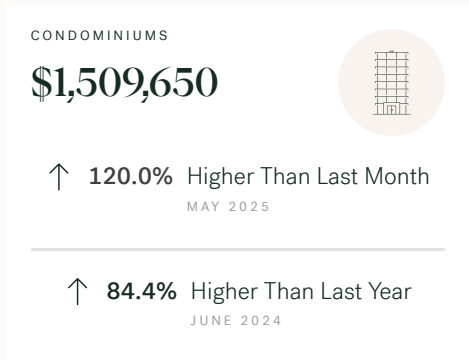 CONDOMINIUMS
$1,509,650
120.0% Higher Than Last Month
MAY 2025
84.4% Higher Than Last Year
JUNE 2024